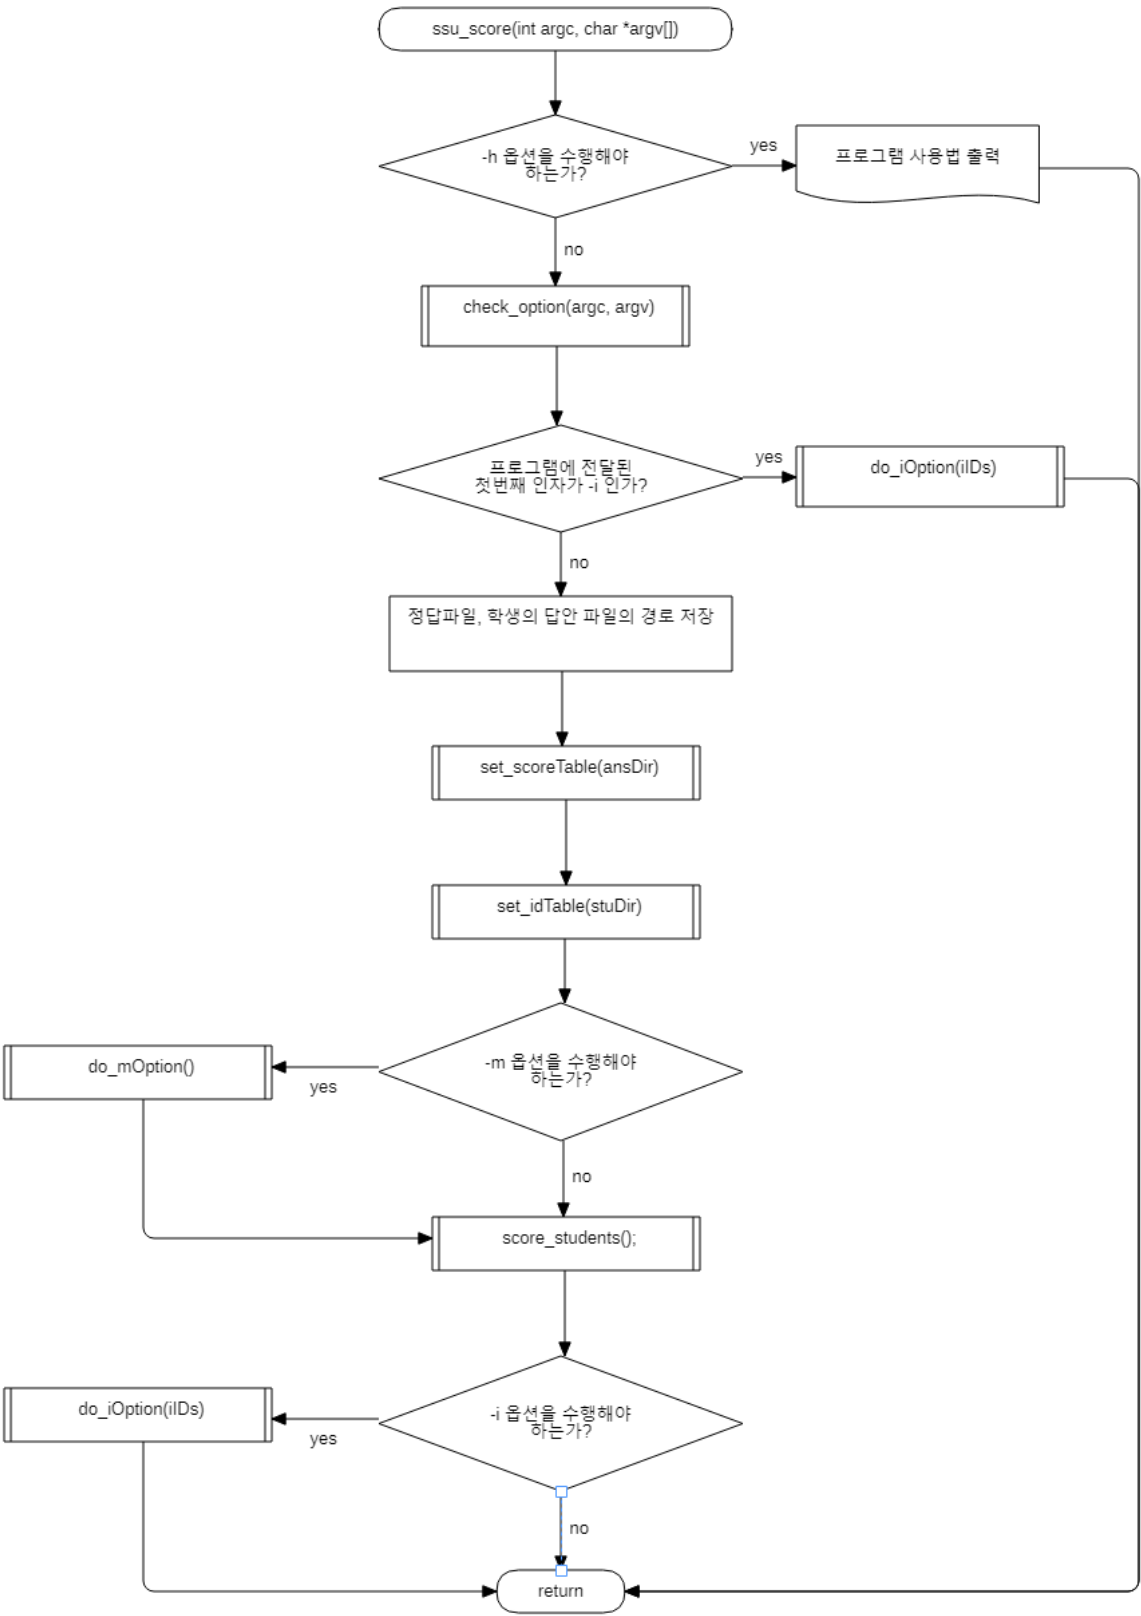 ssu_score(int argc, char *argv[])
-h 옵션을 수행해야
하는가?
yes
프로그램 사용법 출력
no
check_option(argc, argv)
프로그램에 전달된
첫번째 인자가 -i 인가?
yes
do_iOption(iIDs)
no
정답파일, 학생의 답안 파일의 경로 저장
set_scoreTable(ansDir)
set_idTable(stuDir)
-m 옵션을 수행해야
하는가?
yes
do_mOption()
no
score_students();
-i 옵션을 수행해야
하는가?
yes
do_iOption(iIDs)
no
return